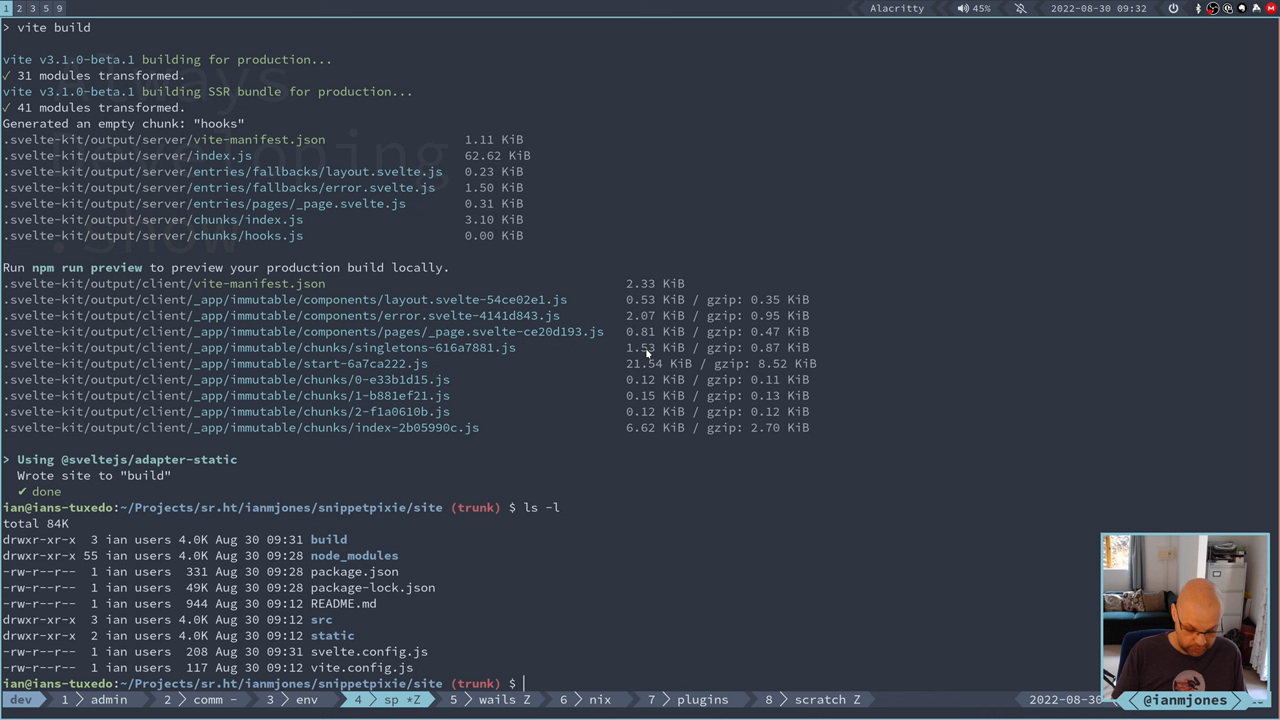 1 2 3 5 9 Alacritty 45% 2022-08-30 09:32
> vite build
vite v3.1.0-beta.1 building for production...
✓ 31 modules transformed.
vite v3.1.0-beta.1 building SSR bundle for production...
✓ 41 modules transformed.
Generated an empty chunk: "hooks"
.svelte-kit/output/server/vite-manifest.json 1.11 KiB
.svelte-kit/output/server/index.js 62.62 KiB
.svelte-kit/output/server/entries/fallbacks/layout.svelte.js 0.23 KiB
.svelte-kit/output/server/entries/fallbacks/error.svelte.js 1.50 KiB
.svelte-kit/output/server/entries/pages/_page.svelte.js 0.31 KiB
.svelte-kit/output/server/chunks/index.js 3.10 KiB
.svelte-kit/output/server/chunks/hooks.js 0.00 KiB
Run npm run preview to preview your production build locally.
.svelte-kit/output/client/vite-manifest.json 2.33 KiB
.svelte-kit/output/client/_app/immutable/components/layout.svelte-54ce02e1.js 0.53 KiB / gzip: 0.35 KiB
.svelte-kit/output/client/_app/immutable/components/error.svelte-4141d843.js 2.07 KiB / gzip: 0.95 KiB
.svelte-kit/output/client/_app/immutable/components/pages/_page.svelte-ce20d193.js 0.81 KiB / gzip: 0.47 KiB
.svelte-kit/output/client/_app/immutable/chunks/singletons-616a7881.js 1.53 KiB / gzip: 0.87 KiB
.svelte-kit/output/client/_app/immutable/start-6a7ca222.js 21.54 KiB / gzip: 8.52 KiB
.svelte-kit/output/client/_app/immutable/chunks/0-e33b1d15.js 0.12 KiB / gzip: 0.11 KiB
.svelte-kit/output/client/_app/immutable/chunks/1-b881ef21.js 0.15 KiB / gzip: 0.13 KiB
.svelte-kit/output/client/_app/immutable/chunks/2-f1a0610b.js 0.12 KiB / gzip: 0.12 KiB
.svelte-kit/output/client/_app/immutable/chunks/index-2b05990c.js 6.62 KiB / gzip: 2.70 KiB
> Using @sveltejs/adapter-static
Wrote site to "build"
✔ done
ian@ians-tuxedo:~/Projects/sr.ht/ianmjones/snippetpixie/site (trunk) $ ls -l
total 84K
drwxr-xr-x 3 ian users 4.0K Aug 30 09:31 build
drwxr-xr-x 55 ian users 4.0K Aug 30 09:28 node_modules
-rw-r--r-- 1 ian users 331 Aug 30 09:28 package.json
-rw-r--r-- 1 ian users 49K Aug 30 09:28 package-lock.json
-rw-r--r-- 1 ian users 944 Aug 30 09:12 README.md
drwxr-xr-x 3 ian users 4.0K Aug 30 09:12 src
drwxr-xr-x 2 ian users 4.0K Aug 30 09:12 static
-rw-r--r-- 1 ian users 208 Aug 30 09:31 svelte.config.js
-rw-r--r-- 1 ian users 117 Aug 30 09:12 vite.config.js
ian@ians-tuxedo:~/Projects/sr.ht/ianmjones/snippetpixie/site (trunk) $
dev 1 admin 2 comm - 3 env 4 sp *Z 5 wails Z 6 nix 7 plugins 8 scratch Z 2022-08-30 @ianmjones